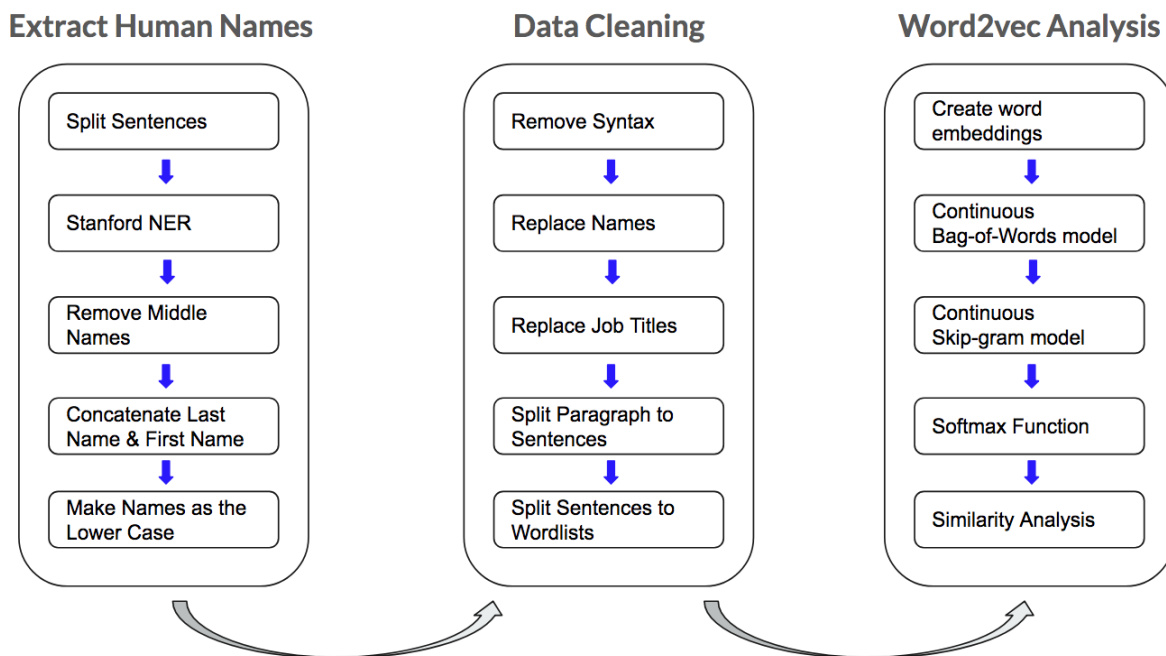 Extract Human Names
Split Sentences
Stanford NER
Remove Middle
Names
Concatenate Last
Name & First Name
Make Names as the
Lower Case
Data Cleaning
Remove Syntax
Replace Names
Replace Job Titles
Split Paragraph to
Sentences
Split Sentences to
Wordlists
Word2vec Analysis
Create word
embeddings
Continuous
Bag-of-Words model
Continuous
Skip-gram model
Softmax Function
Similarity Analysis